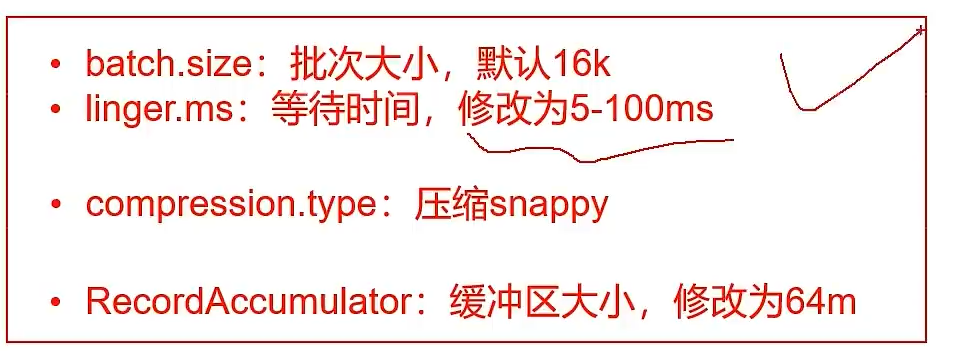 • batch.size：批次大小，默认16k
• linger.ms：等待时间，修改为5-100ms
• compression.type：压缩snappy
• RecordAccumulator：缓冲区大小，修改为64m